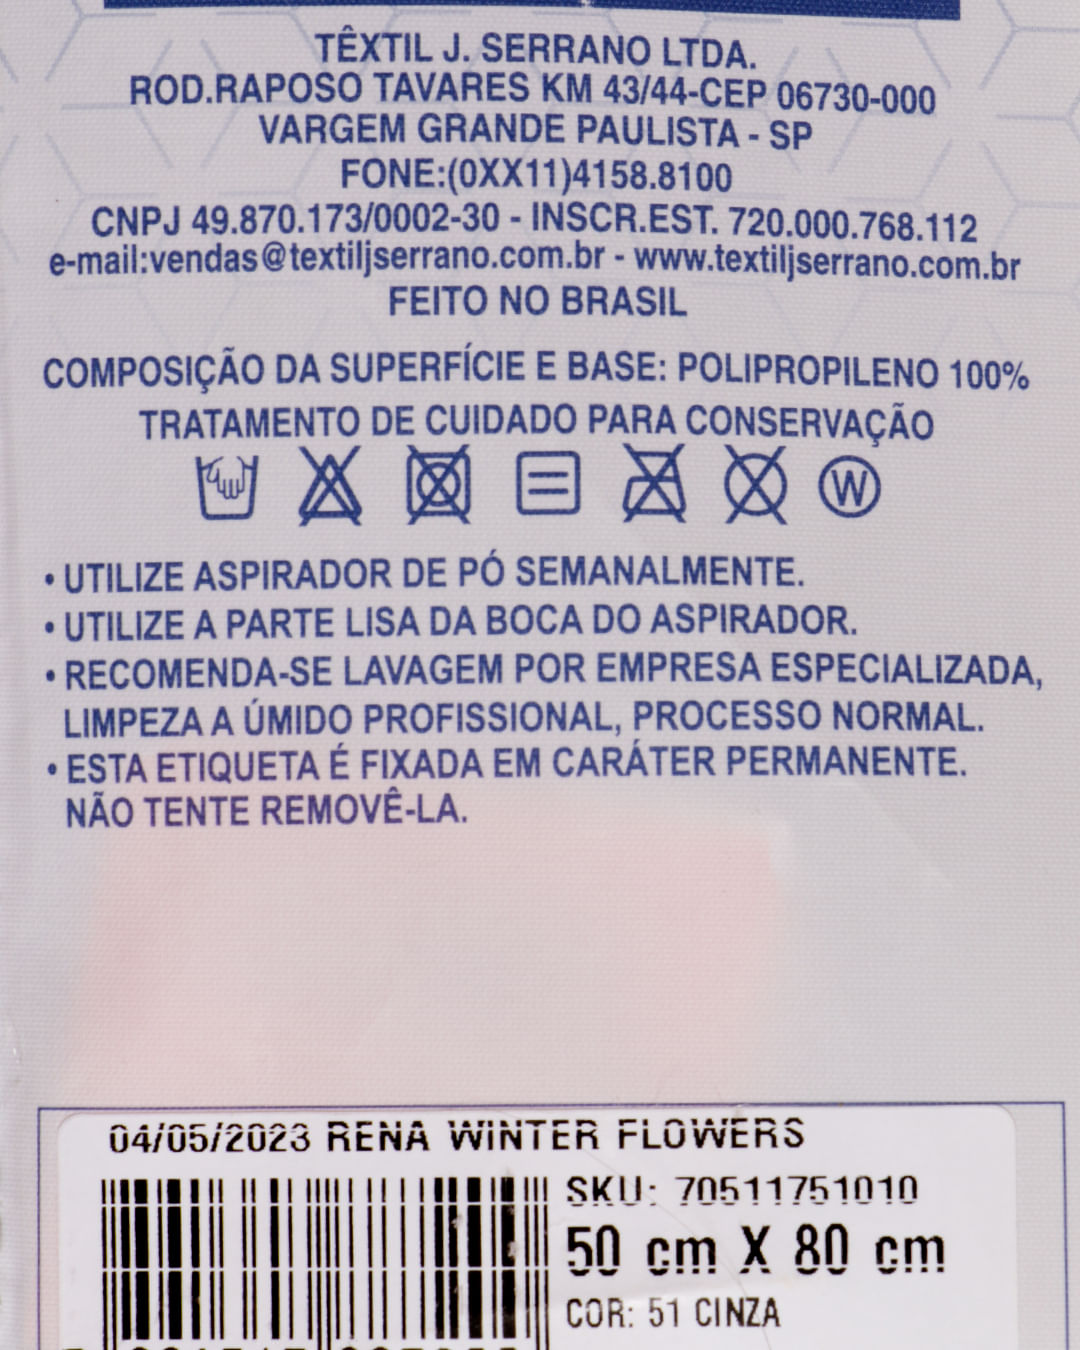 TÊXTIL J. SERRANO LTDA.
ROD.RAPOSO TAVARES KM 43/44-CEP 06730-000
VARGEM GRANDE PAULISTA - SP
FONE:(0XX11)4158.8100
CNPJ 49.870.173/0002-30 - INSCR.EST. 720.000.768.112
e-mail:vendas@textiljserrano.com.br - www.textiljserrano.com.br
FEITO NO BRASIL
COMPOSIÇÃO DA SUPERFÍCIE E BASE: POLIPROPILENO 100%
TRATAMENTO DE CUIDADO PARA CONSERVAÇÃO
W
• UTILIZE ASPIRADOR DE PÓ SEMANALMENTE.
• UTILIZE A PARTE LISA DA BOCA DO ASPIRADOR.
• RECOMENDA-SE LAVAGEM POR EMPRESA ESPECIALIZADA,
LIMPEZA A ÚMIDO PROFISSIONAL, PROCESSO NORMAL.
• ESTA ETIQUETA É FIXADA EM CARÁTER PERMANENTE.
NÃO TENTE REMOVÊ-LA.
04/05/2023 RENA WINTER FLOWERS
SKU: 70511751010
50 cm X 80 cm
COR: 51 CINZA